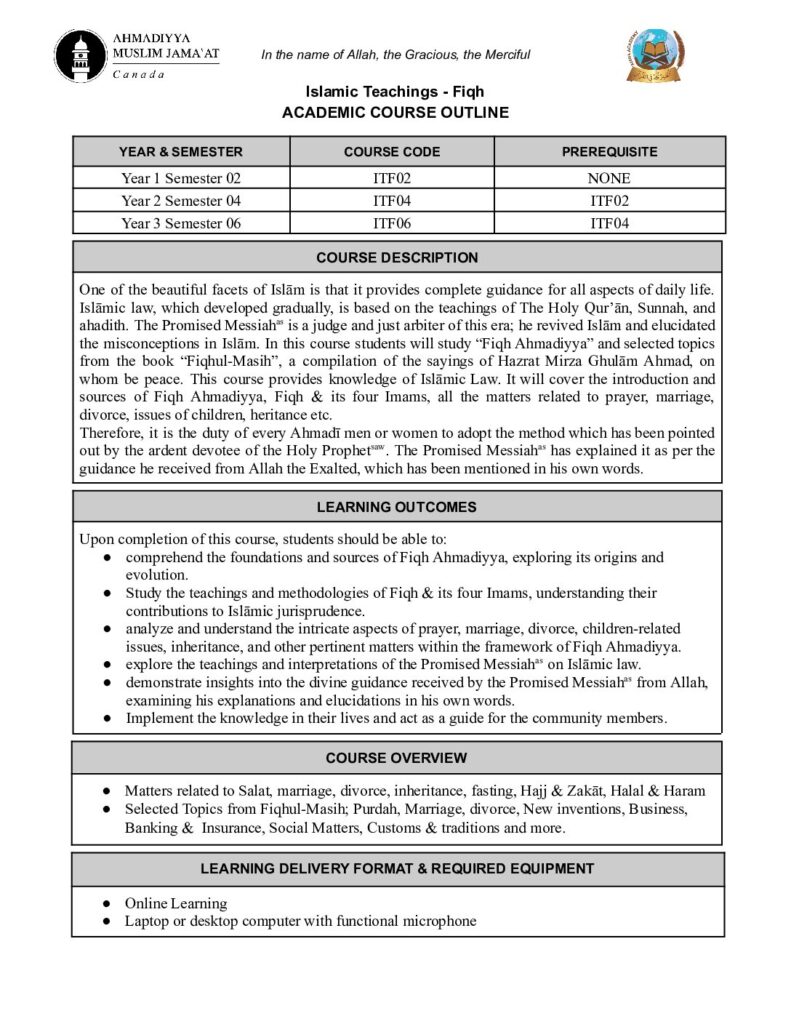 AHMADIYYA
MUSLIM JAMA'AT
Canada
In the name of Allah, the Gracious, the Merciful
Islamic Teachings - Fiqh
ACADEMIC COURSE OUTLINE
YEAR & SEMESTER COURSE CODE PREREQUISITE
Year 1 Semester 02 ITF02 NONE
Year 2 Semester 04 ITF04 ITF02
Year 3 Semester 06 ITF06 ITF04
COURSE DESCRIPTION
One of the beautiful facets of Islām is that it provides complete guidance for all aspects of daily life.
Islāmic law, which developed gradually, is based on the teachings of The Holy Qur’ān, Sunnah, and
ahadith. The Promised Messiahas is a judge and just arbiter of this era; he revived Islām and elucidated
the misconceptions in Islām. In this course students will study “Fiqh Ahmadiyya” and selected topics
from the book “Fiqhul-Masih”, a compilation of the sayings of Hazrat Mirza Ghulām Ahmad, on
whom be peace. This course provides knowledge of Islāmic Law. It will cover the introduction and
sources of Fiqh Ahmadiyya, Fiqh & its four Imams, all the matters related to prayer, marriage,
divorce, issues of children, heritance etc.
Therefore, it is the duty of every Ahmadī men or women to adopt the method which has been pointed
out by the ardent devotee of the Holy Prophetsaw. The Promised Messiahas has explained it as per the
guidance he received from Allah the Exalted, which has been mentioned in his own words.
LEARNING OUTCOMES
Upon completion of this course, students should be able to:
● comprehend the foundations and sources of Fiqh Ahmadiyya, exploring its origins and
evolution.
● Study the teachings and methodologies of Fiqh & its four Imams, understanding their
contributions to Islāmic jurisprudence.
● analyze and understand the intricate aspects of prayer, marriage, divorce, children-related
issues, inheritance, and other pertinent matters within the framework of Fiqh Ahmadiyya.
● explore the teachings and interpretations of the Promised Messiahas on Islāmic law.
● demonstrate insights into the divine guidance received by the Promised Messiahas from Allah,
examining his explanations and elucidations in his own words.
● Implement the knowledge in their lives and act as a guide for the community members.
COURSE OVERVIEW
● Matters related to Salat, marriage, divorce, inheritance, fasting, Hajj & Zakāt, Halal & Haram
● Selected Topics from Fiqhul-Masih; Purdah, Marriage, divorce, New inventions, Business,
Banking & Insurance, Social Matters, Customs & traditions and more.
LEARNING DELIVERY FORMAT & REQUIRED EQUIPMENT
● Online Learning
● Laptop or desktop computer with functional microphone